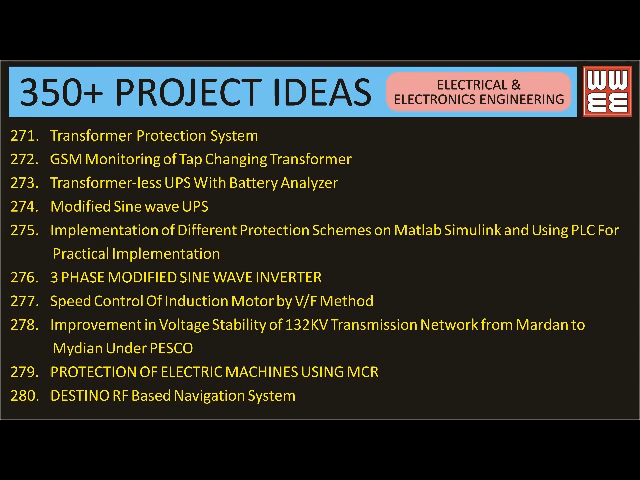 350+ PROJECT IDEAS
ELECTRICAL &
ELECTRONICS ENGINEERING
WW
EE
271. Transformer Protection System
272. GSM Monitoring of Tap Changing Transformer
273. Transformer-less UPS With Battery Analyzer
274. Modified Sine wave UPS
275. Implementation of Different Protection Schemes on Matlab Simulink and Using PLC For
Practical Implementation
276. 3 PHASE MODIFIED SINE WAVE INVERTER
277. Speed Control Of Induction Motor by V/F Method
278. Improvement in Voltage Stability of 132KV Transmission Network from Mardan to
Mydian Under PESCO
279. PROTECTION OF ELECTRIC MACHINES USING MCR
280. DESTINO RF Based Navigation System